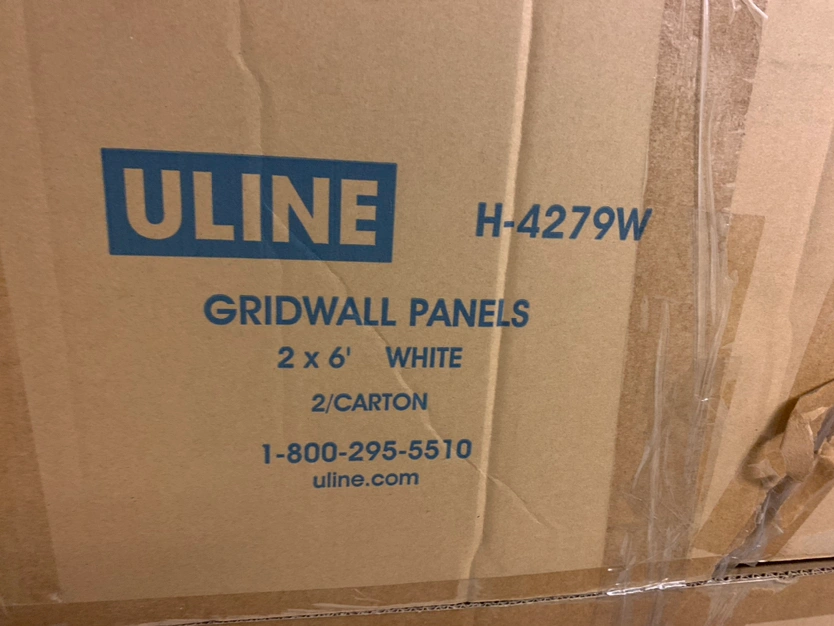 ULINE H-4279W
GRIDWALL PANELS
2 x 6' WHITE
2/CARTON
1-800-295-5510
uline.com